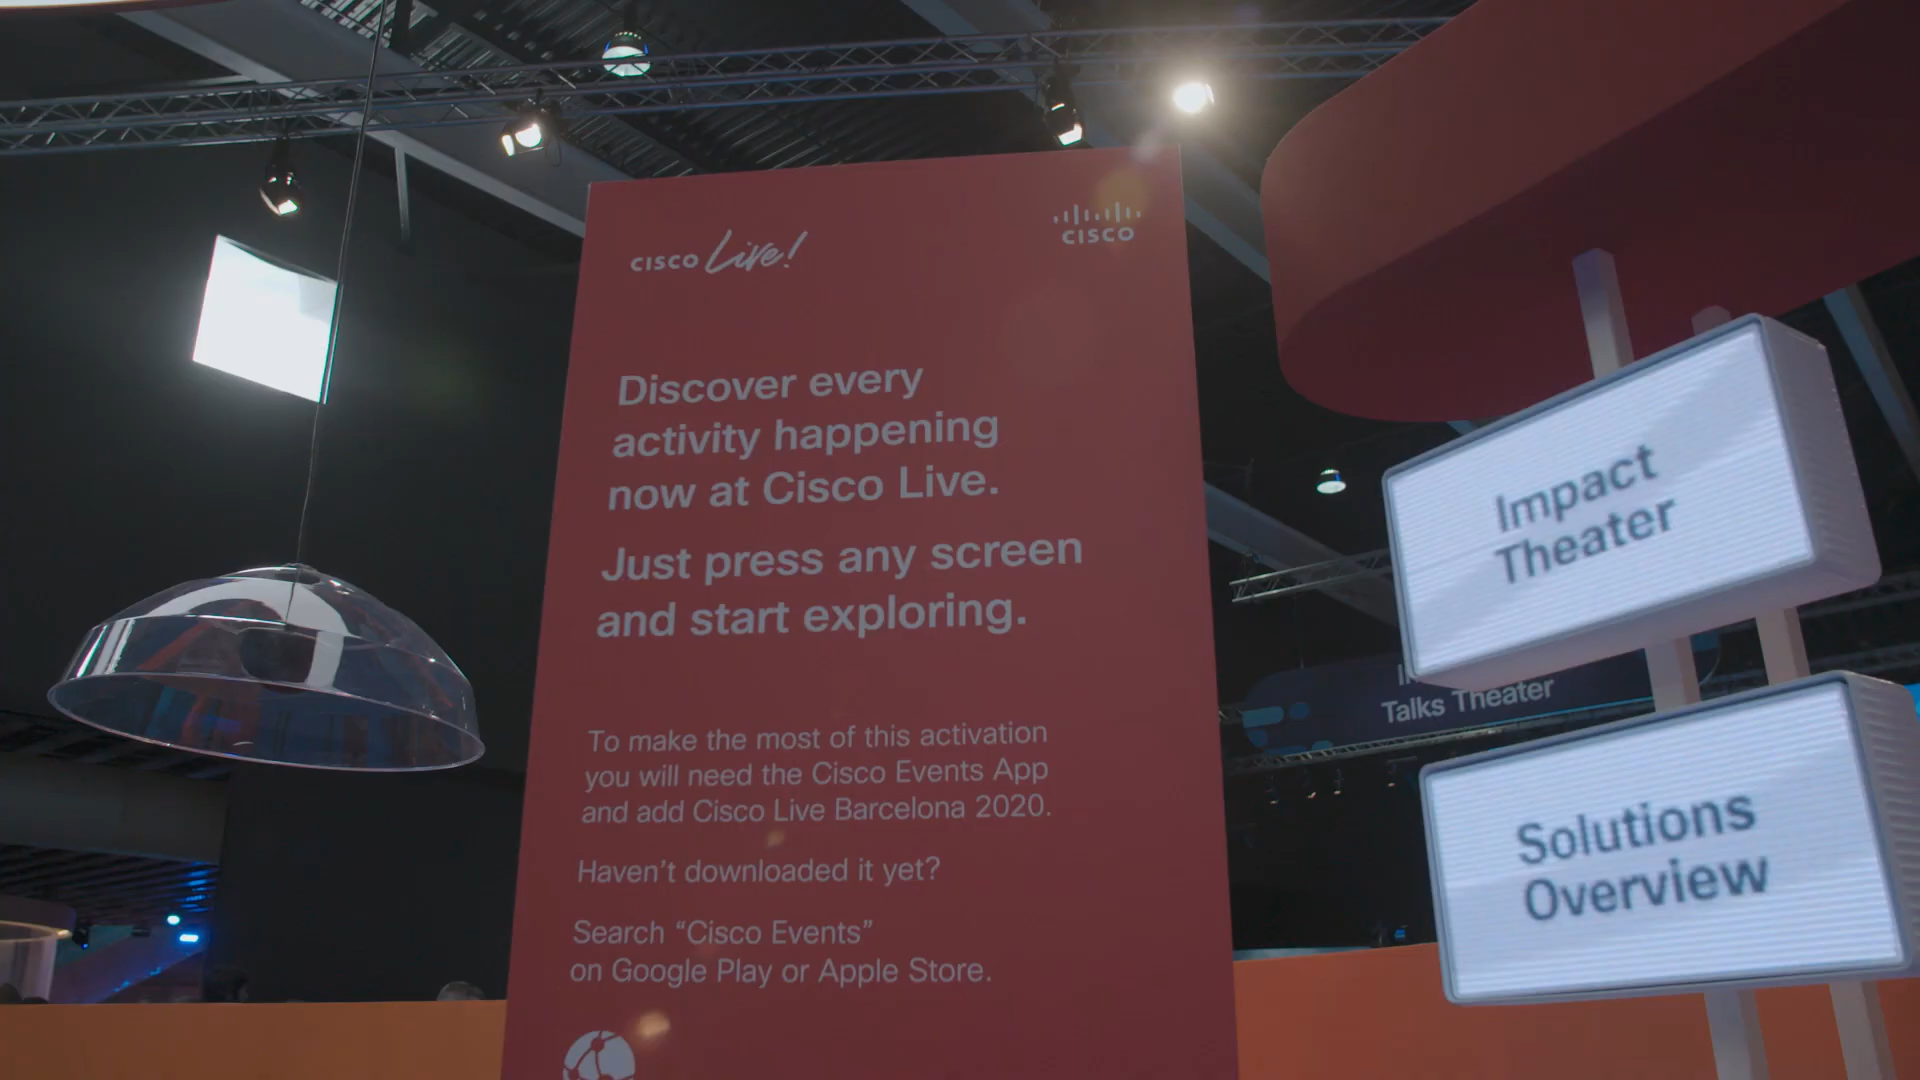 CISCO Live!
CISCO
Discover every
activity happening
now at Cisco Live.
Just press any screen
and start exploring.
To make the most of this activation
you will need the Cisco Events App
and add Cisco Live Barcelona 2020.
Haven't downloaded it yet?
Search “Cisco Events”
on Google Play or Apple Store.
Impact
Theater
Talks Theater
Solutions
Overview